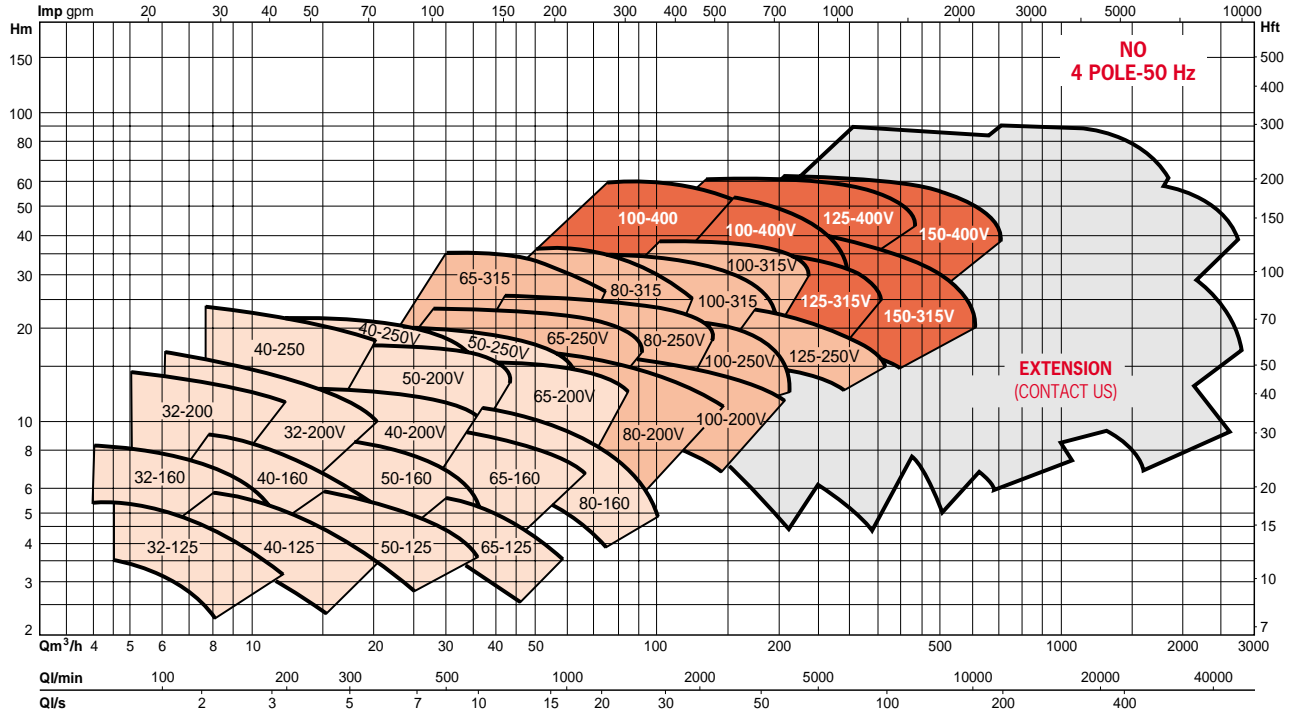 Imp gpm 20 30 40 50 70 100 200 300 400 500 700 1000 2000 3000 5000 10000
Hm Hft
NO
4 POLE-50 Hz
150 500
400
100 300
80
60 200
50 150
100-400 125-400V
100-400V 150-400V
40
100-315V
30 65-315 80-315 100-315 125-315V 100
150-315V
20 40-250V 70
40-250 50-250V 65-250V 80-250V
100-250V 125-250V
50-200V EXTENSION 50
65-200V (CONTACT US) 40
32-200
10 32-200V 40-200V 80-200V 100-200V 30
8
32-160 40-160 50-160 65-160
6 20
80-160
5
15
4 32-125 40-125 50-125 65-125
3 10
2 7
Qm³/h 4 5 6 8 10 20 30 40 50 100 200 500 1000 2000 3000
Ql/min 100 200 300 500 1000 2000 5000 10000 20000 40000
Ql/s 2 3 5 7 10 15 20 30 50 100 200 400